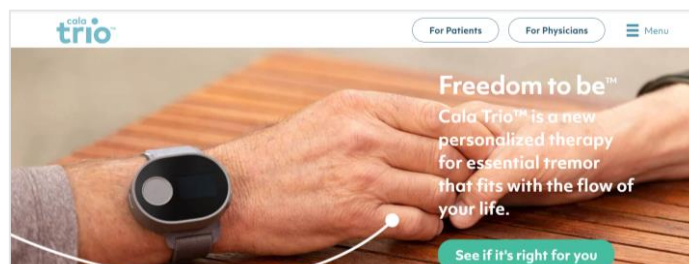 cala
trio™
For Patients
For Physicians
Menu
Freedom to be™
Cala Trio™ is a new
personalized therapy
for essential tremor
that fits with the flow of
your life.
See if it's right for you